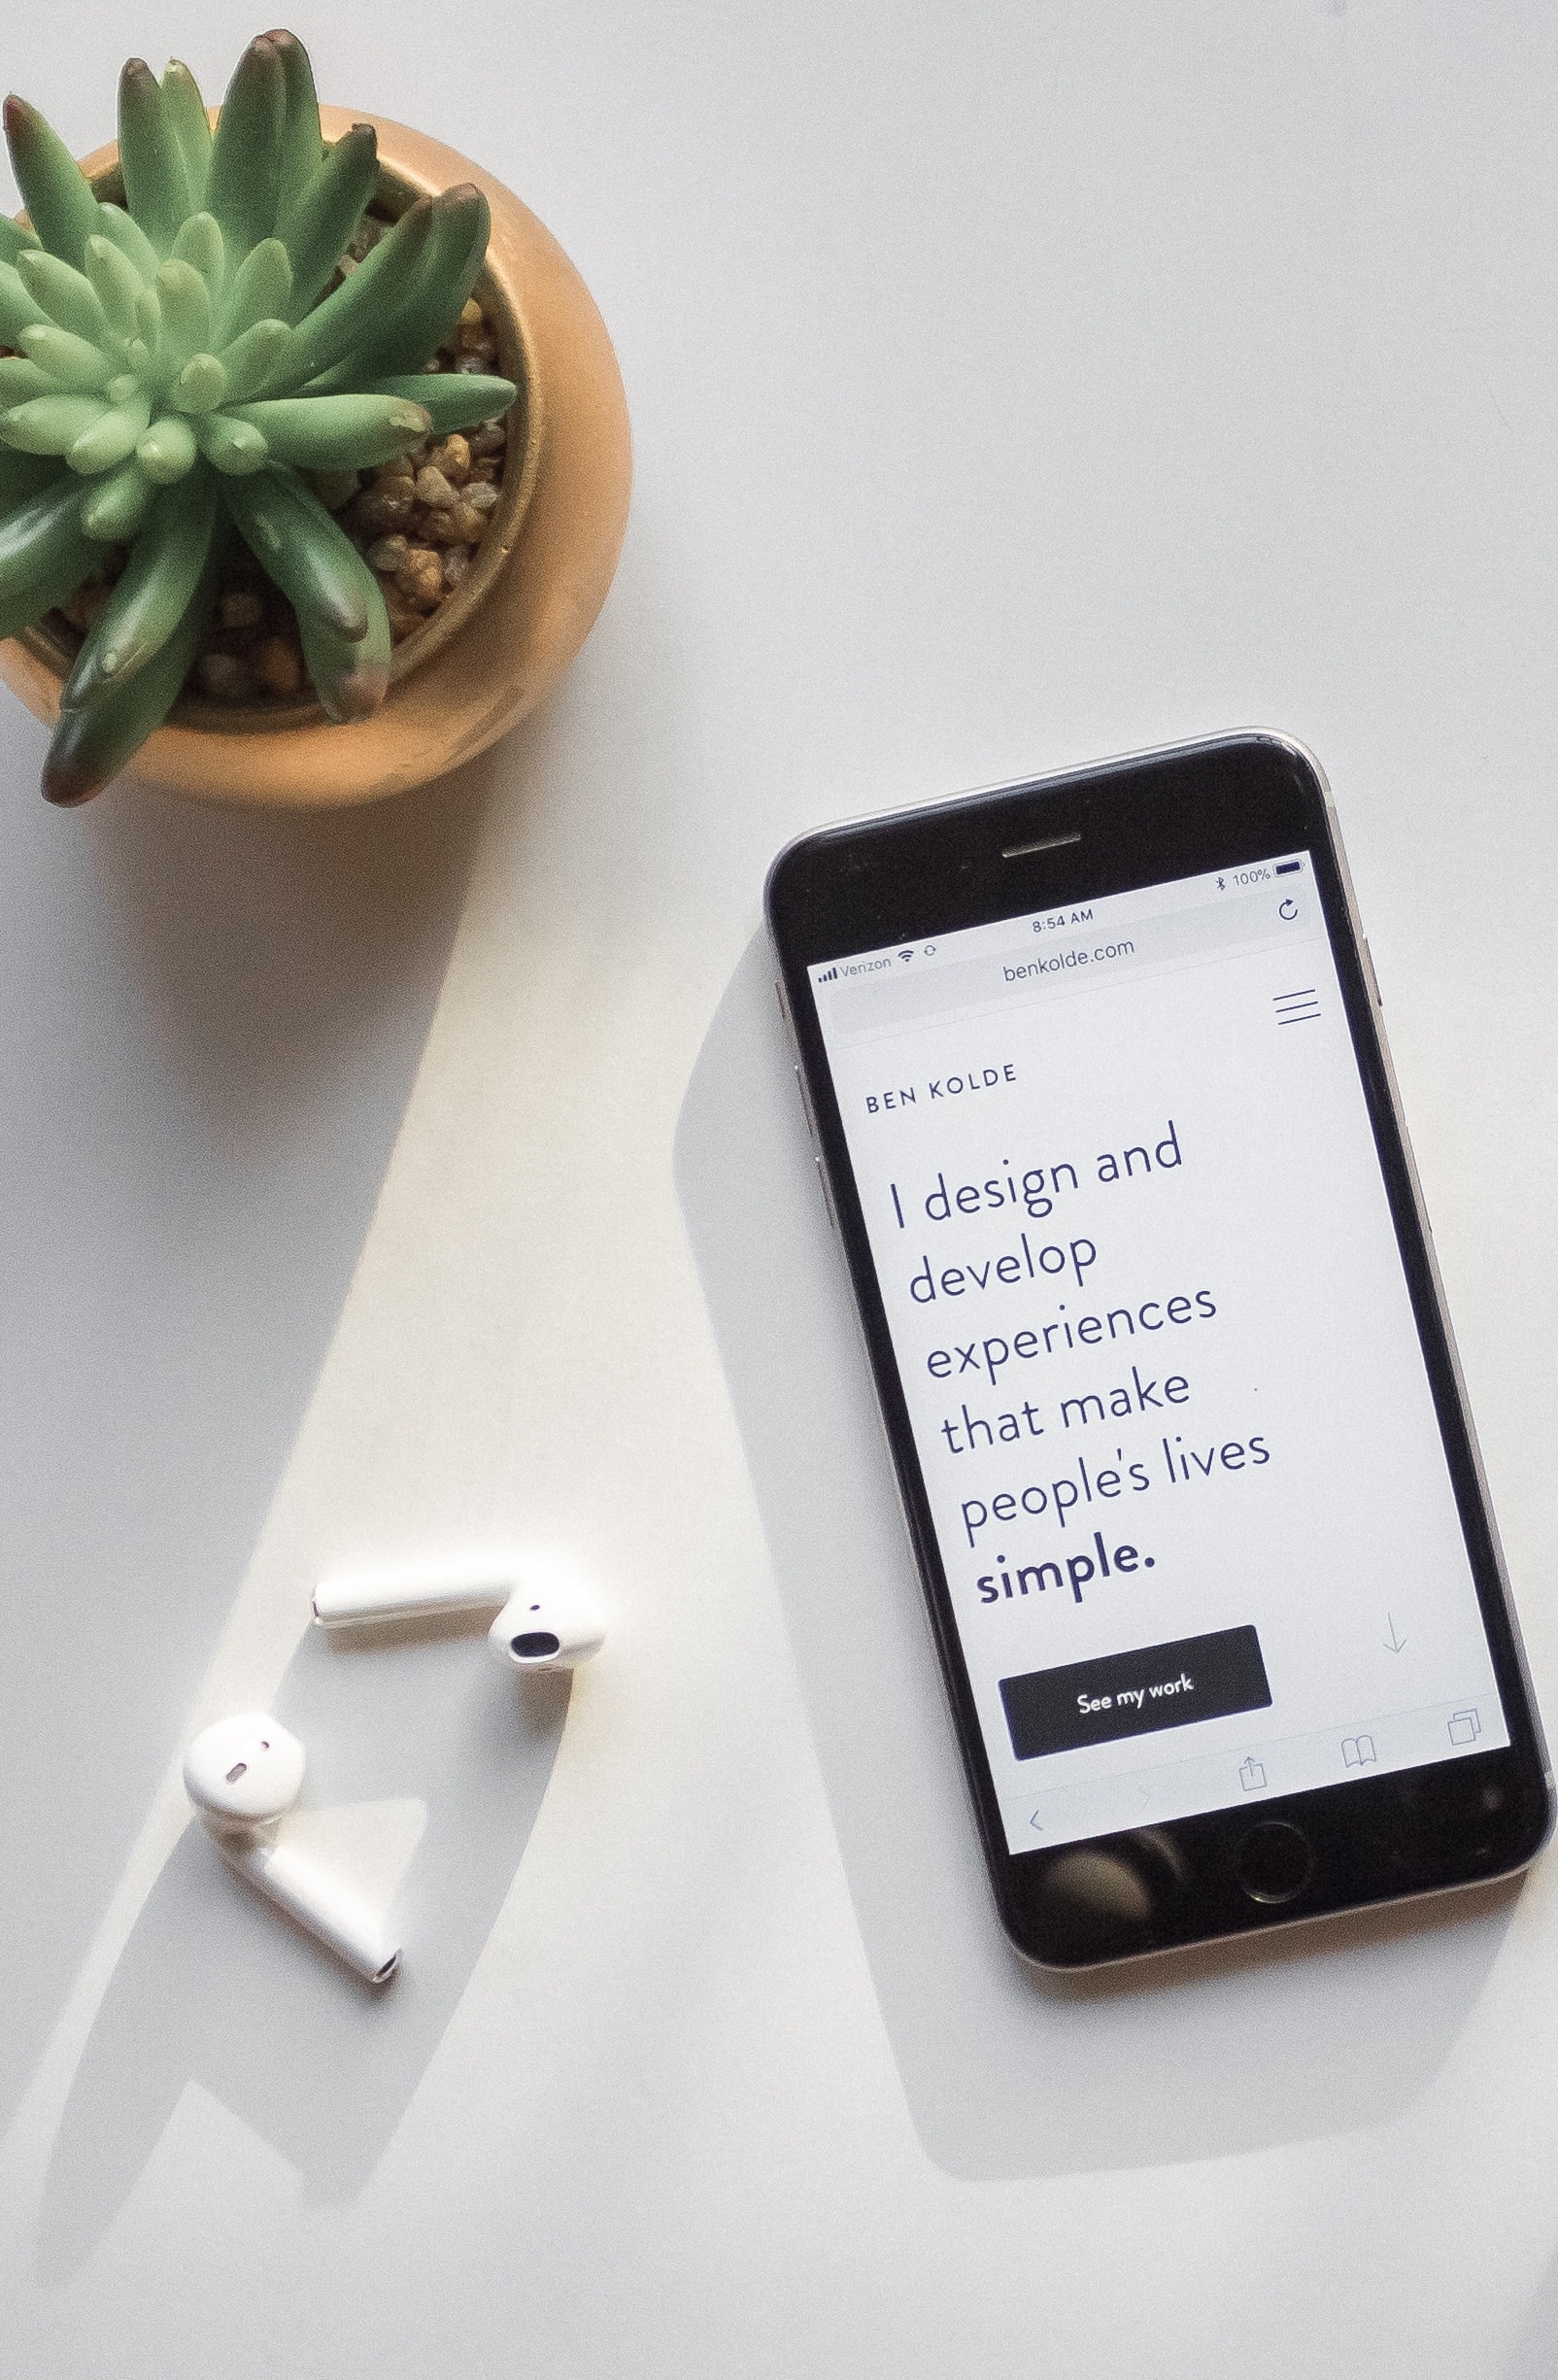 Verizon 8:54 AM 100%
benkolde.com
BEN KOLDE
I design and
develop
experiences
that make
people's lives
simple.
See my work